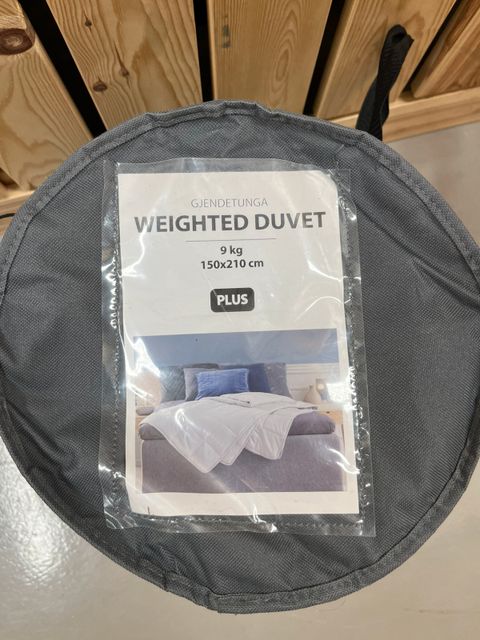 GJENDETUNGA
WEIGHTED DUVET
9 kg
150x210 cm
PLUS